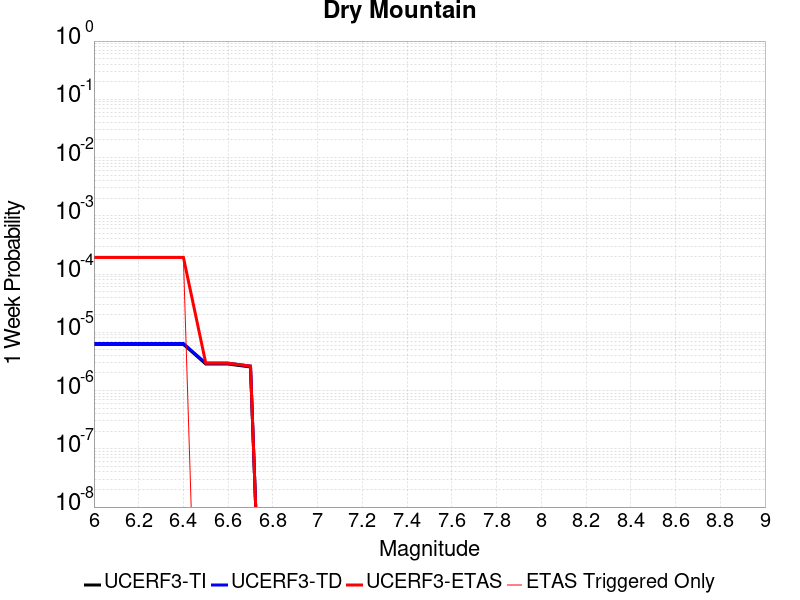 Dry Mountain
1 Week Probability
10^0
10^-1
10^-2
10^-3
10^-4
10^-5
10^-6
10^-7
10^-8
6 6.2 6.4 6.6 6.8 7 7.2 7.4 7.6 7.8 8 8.2 8.4 8.6 8.8 9
Magnitude
UCERF3-TI UCERF3-TD UCERF3-ETAS ETAS Triggered Only